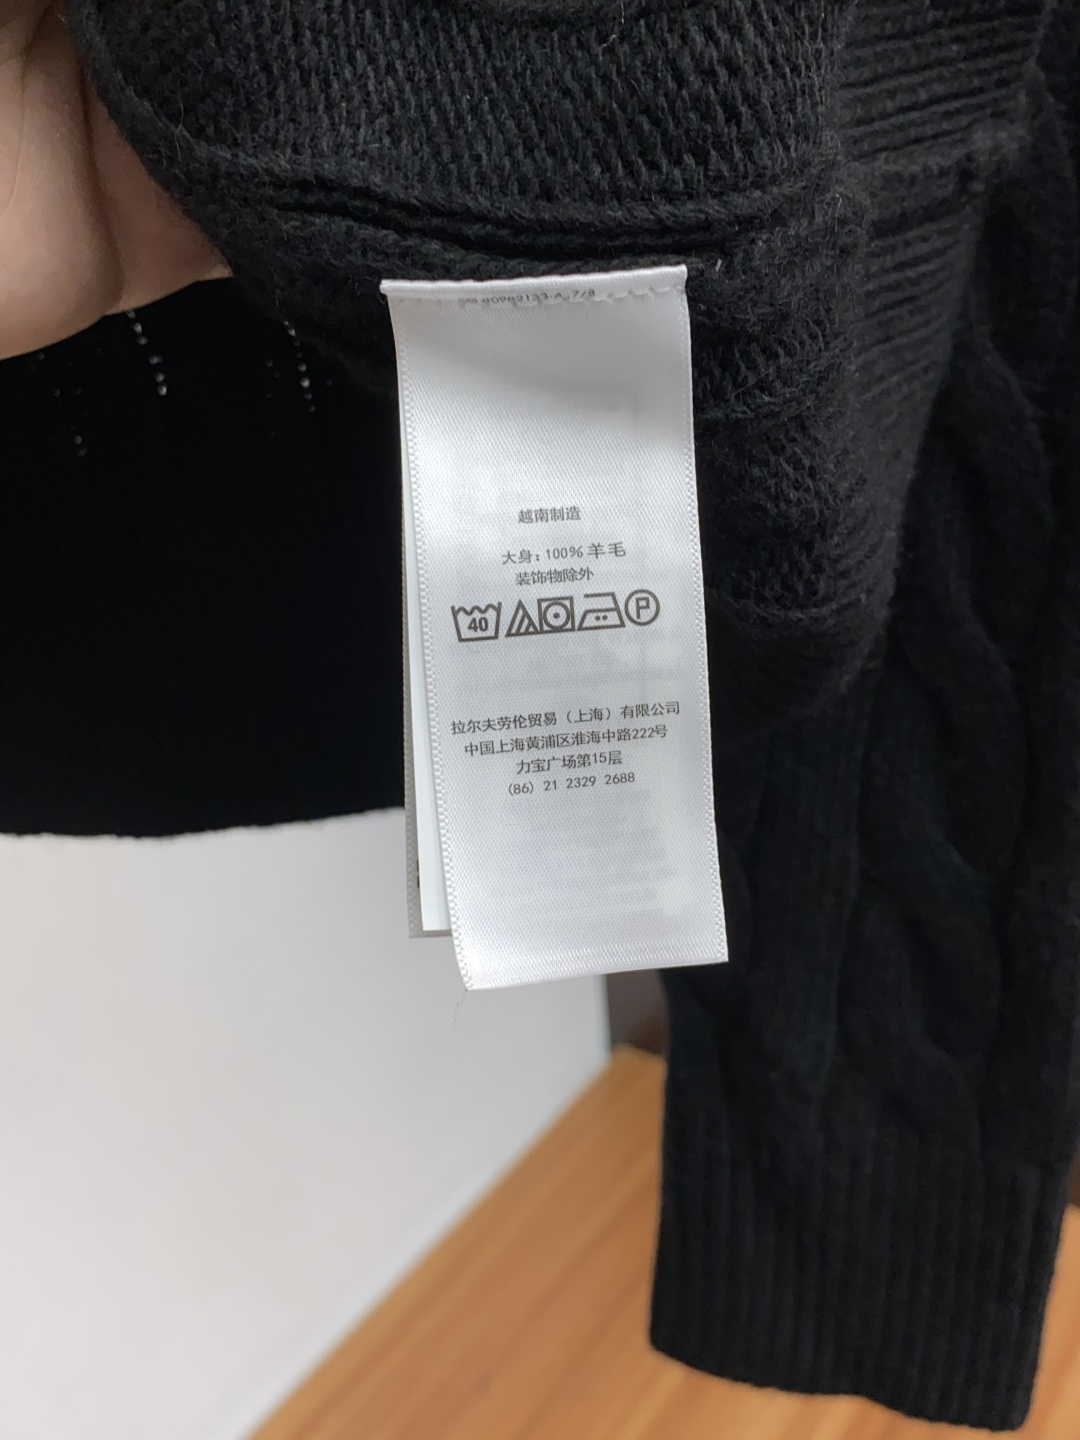 越南制造
大身：100% 羊毛
装饰物除外
40 P
拉尔夫劳伦贸易（上海）有限公司
中国上海黄浦区淮海中路222号
力宝广场第15层
(86) 21 2329 2688